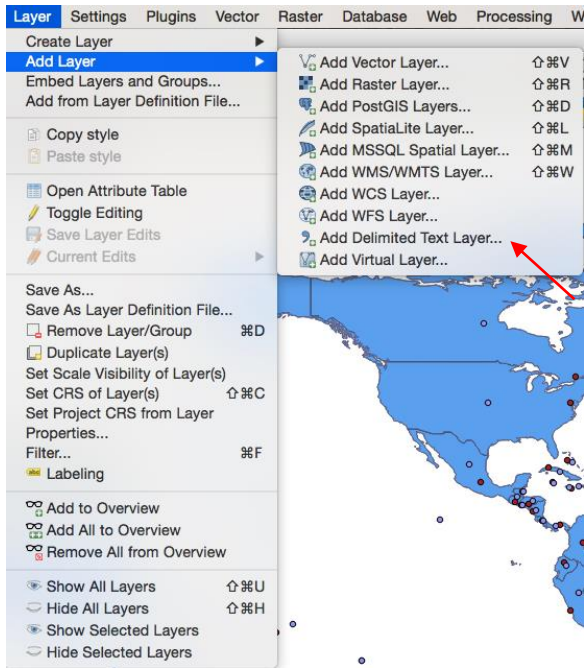 Layer Settings Plugins Vector Raster Database Web Processing W
Create Layer
Add Layer
Embed Layers and Groups...
Add from Layer Definition File...
Copy style
Paste style
Open Attribute Table
Toggle Editing
Save Layer Edits
Current Edits
Save As...
Save As Layer Definition File...
Remove Layer/Group ⌘D
Duplicate Layer(s)
Set Scale Visibility of Layer(s)
Set CRS of Layer(s) ⇧⌘C
Set Project CRS from Layer
Properties...
Filter... ⌘F
Labeling
Add to Overview
Add All to Overview
Remove All from Overview
Show All Layers ⇧⌘U
Hide All Layers ⇧⌘H
Show Selected Layers
Hide Selected Layers
Add Vector Layer... ⇧⌘V
Add Raster Layer... ⇧⌘R
Add PostGIS Layers... ⇧⌘D
Add SpatiaLite Layer... ⇧⌘L
Add MSSQL Spatial Layer... ⇧⌘M
Add WMS/WMTS Layer... ⇧⌘W
Add WCS Layer...
Add WFS Layer...
Add Delimited Text Layer...
Add Virtual Layer...